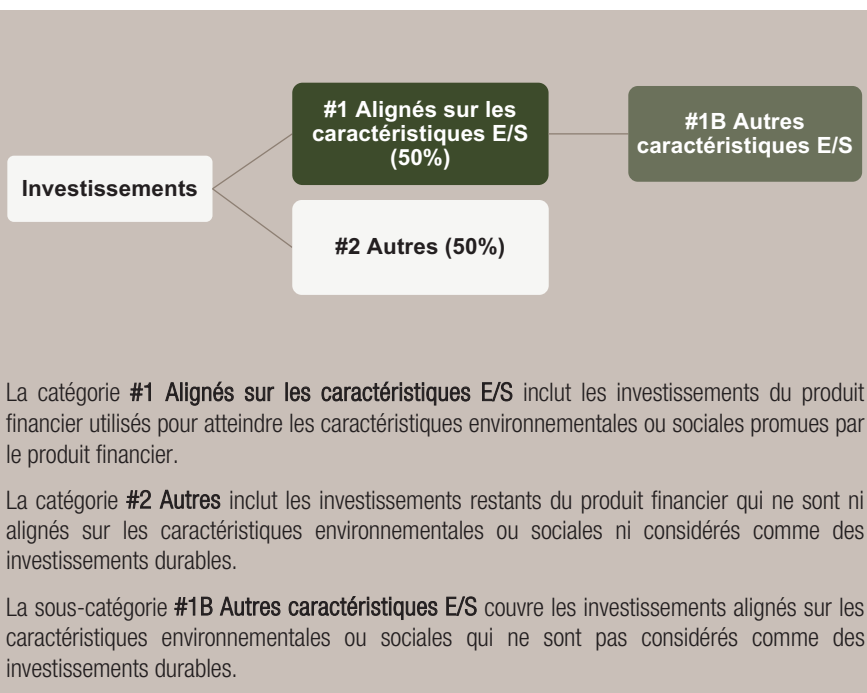 #1 Alignés sur les
caractéristiques E/S
(50%)
#1B Autres
caractéristiques E/S
Investissements
#2 Autres (50%)
La catégorie #1 Alignés sur les caractéristiques E/S inclut les investissements du produit
financier utilisés pour atteindre les caractéristiques environnementales ou sociales promues par
le produit financier.
La catégorie #2 Autres inclut les investissements restants du produit financier qui ne sont ni
alignés sur les caractéristiques environnementales ou sociales ni considérés comme des
investissements durables.
La sous-catégorie #1B Autres caractéristiques E/S couvre les investissements alignés sur les
caractéristiques environnementales ou sociales qui ne sont pas considérés comme des
investissements durables.